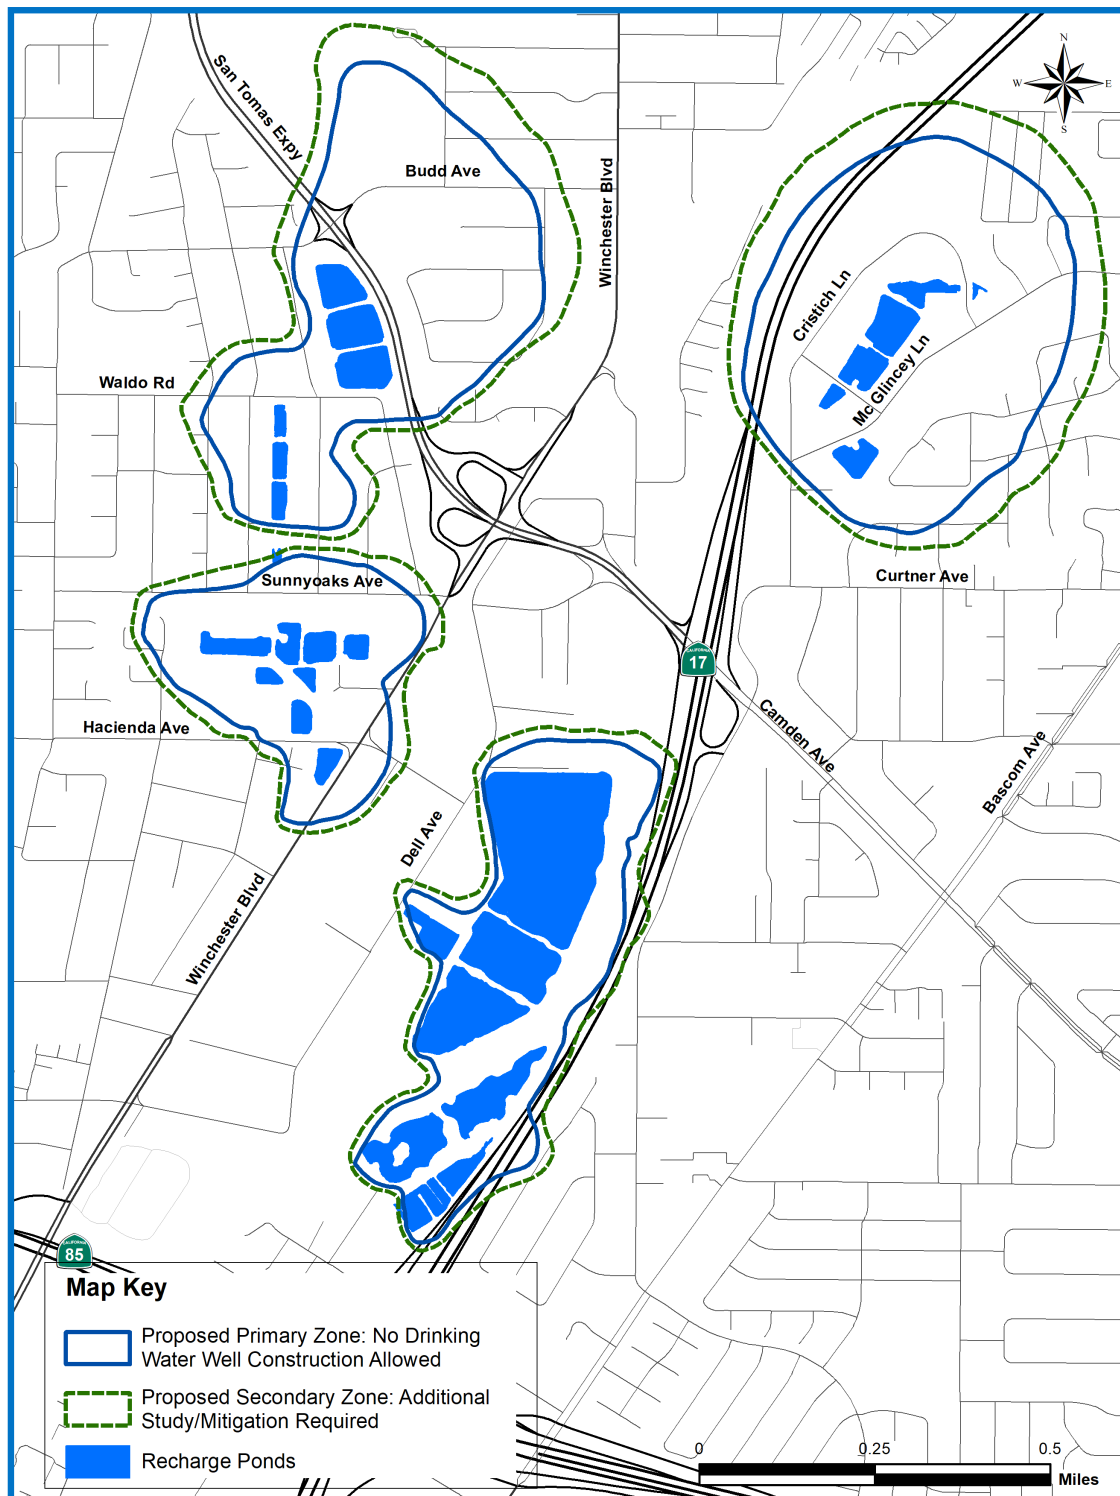 N
W
E
S
San Tomas Expy
Budd Ave
Winchester Blvd
Cristich Ln
Mc Glincey Ln
Waldo Rd
Sunnyoaks Ave
Curtner Ave
CALIFORNIA
17
Hacienda Ave
Camden Ave
Bascom Ave
Dell Ave
Winchester Blvd
CALIFORNIA
85
Map Key
Proposed Primary Zone: No Drinking
Water Well Construction Allowed
Proposed Secondary Zone: Additional
Study/Mitigation Required
Recharge Ponds
0
0.25
0.5
Miles